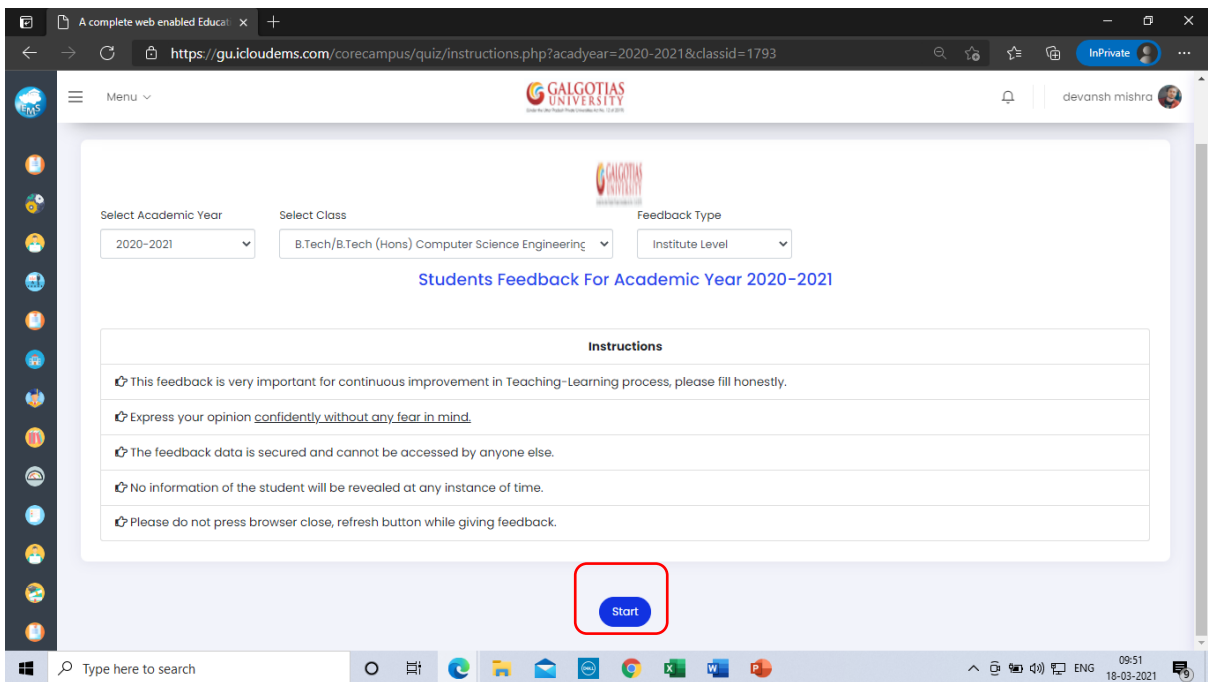 A complete web enabled Educati
https://gu.icloudems.com/corecampus/quiz/instructions.php?acadyear=2020-2021&classid=1793
InPrivate
EMS
Menu
GALGOTIAS
UNIVERSITY
devansh mishra
GALGOTIAS
UNIVERSITY
Select Academic Year Select Class Feedback Type
2020-2021 B.Tech/B.Tech (Hons) Computer Science Engineering Institute Level
Students Feedback For Academic Year 2020-2021
Instructions
This feedback is very important for continuous improvement in Teaching-Learning process, please fill honestly.
Express your opinion confidently without any fear in mind.
The feedback data is secured and cannot be accessed by anyone else.
No information of the student will be revealed at any instance of time.
Please do not press browser close, refresh button while giving feedback.
Start
Type here to search
ENG
09:51
18-03-2021